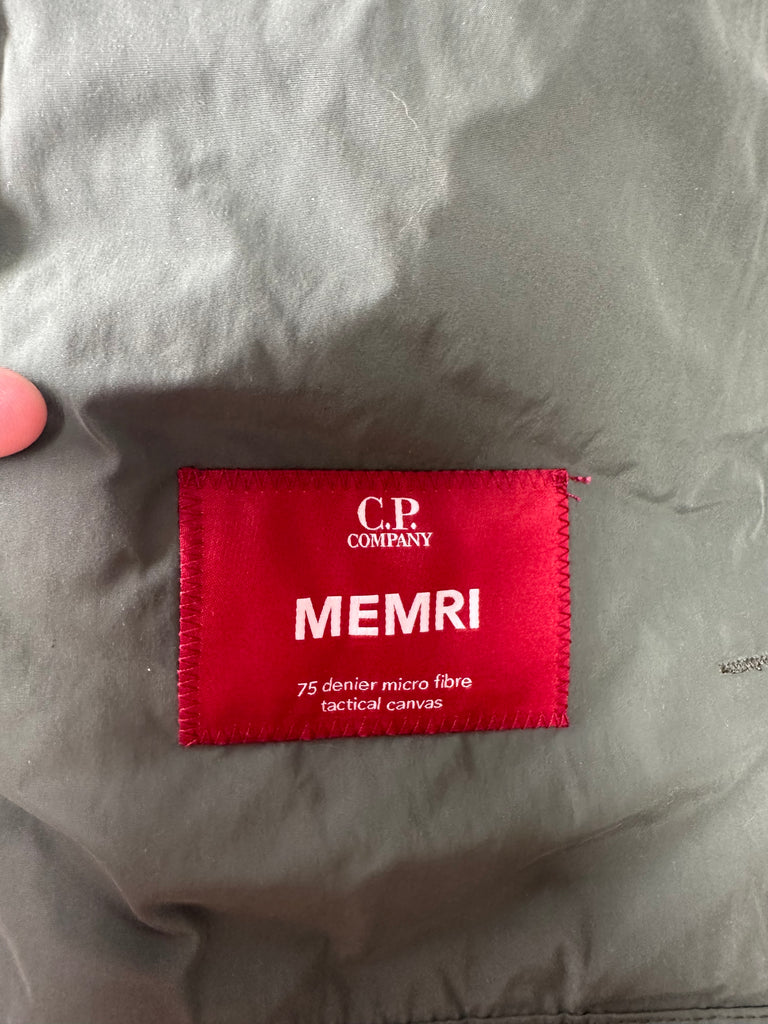 C.P.
COMPANY
MEMRI
75 denier micro fibre
tactical canvas